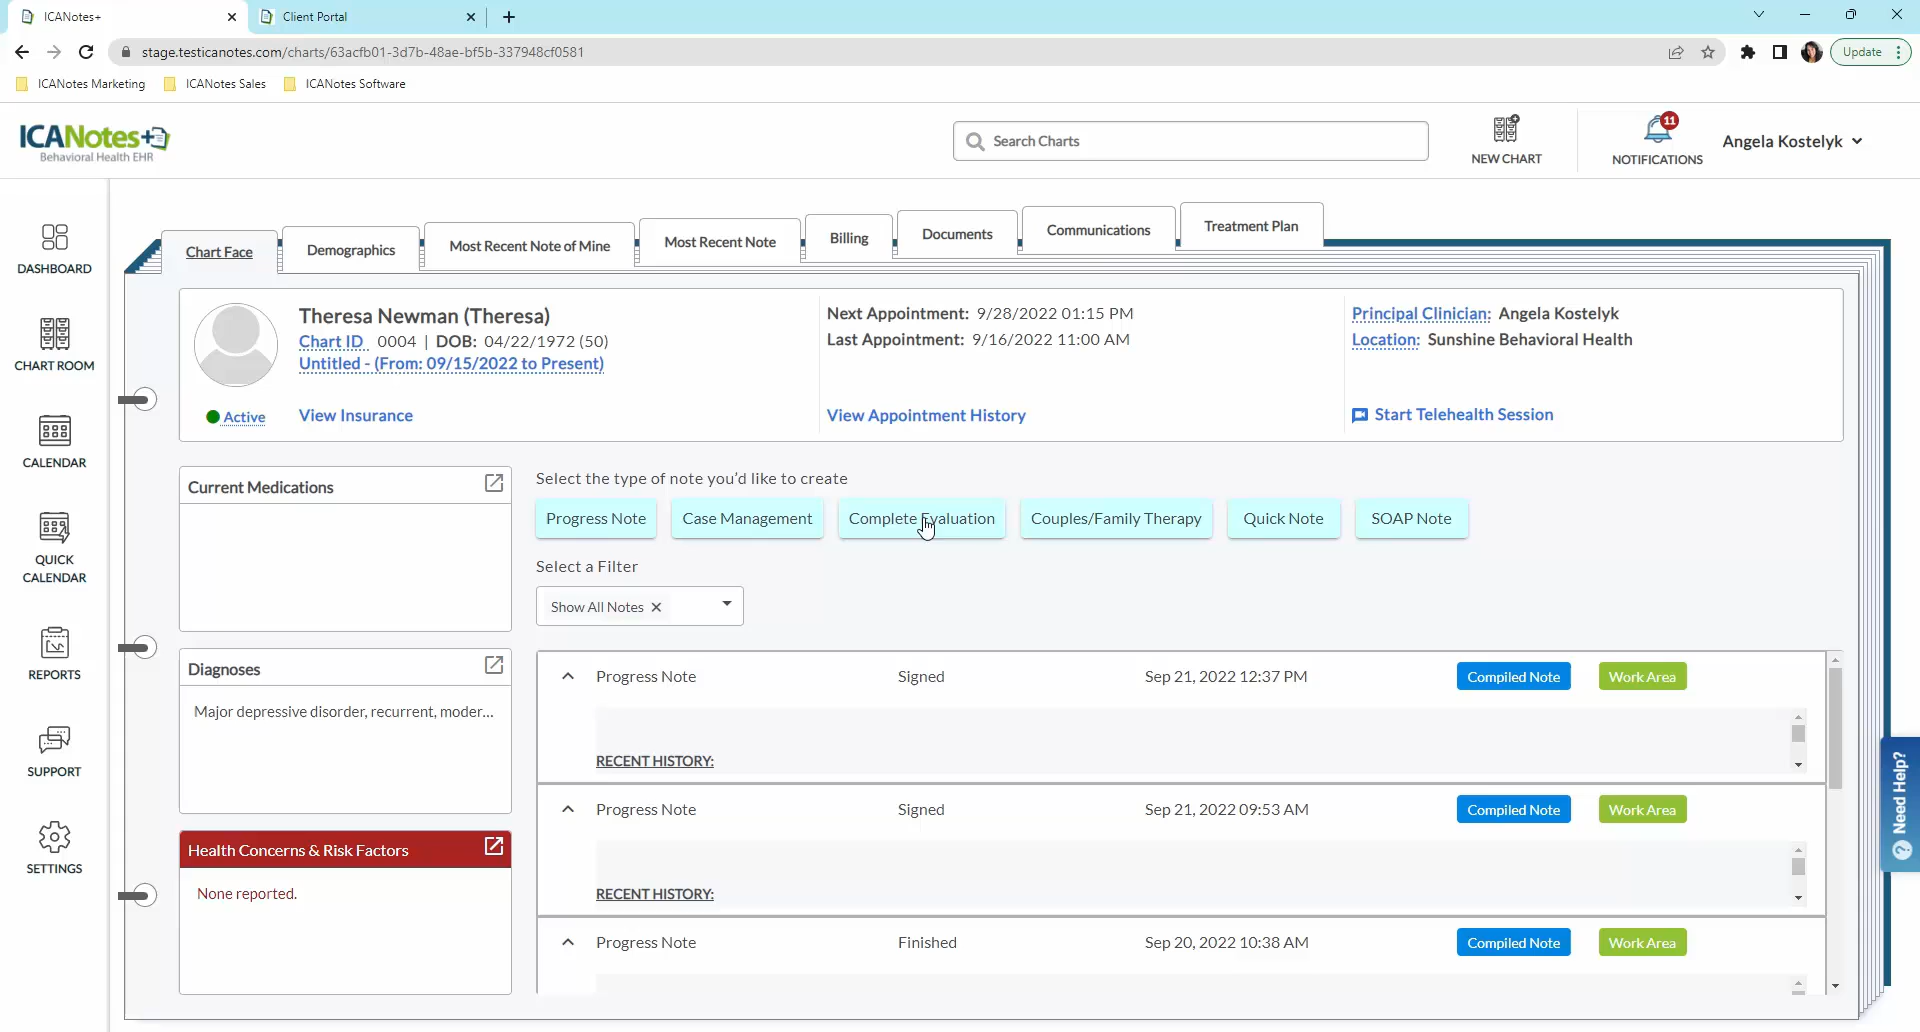 ICANotes+
Client Portal
stage.testicanotes.com/charts/63acfb01-3d7b-48ae-bf5b-337948cf0581
Update
ICANotes Marketing
ICANotes Sales
ICANotes Software
ICANotes+
Behavioral Health EHR
Search Charts
NEW CHART
11
NOTIFICATIONS
Angela Kostelyk
DASHBOARD
CHART ROOM
CALENDAR
QUICK
CALENDAR
REPORTS
SUPPORT
SETTINGS
Chart Face
Demographics
Most Recent Note of Mine
Most Recent Note
Billing
Documents
Communications
Treatment Plan
Theresa Newman (Theresa)
Chart ID 0004 | DOB: 04/22/1972 (50)
Untitled - (From: 09/15/2022 to Present)
Active
View Insurance
Next Appointment: 9/28/2022 01:15 PM
Last Appointment: 9/16/2022 11:00 AM
View Appointment History
Principal Clinician: Angela Kostelyk
Location: Sunshine Behavioral Health
Start Telehealth Session
Current Medications
Diagnoses
Major depressive disorder, recurrent, moder...
Health Concerns & Risk Factors
None reported.
Select the type of note you'd like to create
Progress Note
Case Management
Complete Evaluation
Couples/Family Therapy
Quick Note
SOAP Note
Select a Filter
Show All Notes
Progress Note Signed Sep 21, 2022 12:37 PM Compiled Note Work Area
RECENT HISTORY:
Progress Note Signed Sep 21, 2022 09:53 AM Compiled Note Work Area
RECENT HISTORY:
Progress Note Finished Sep 20, 2022 10:38 AM Compiled Note Work Area
Need Help?